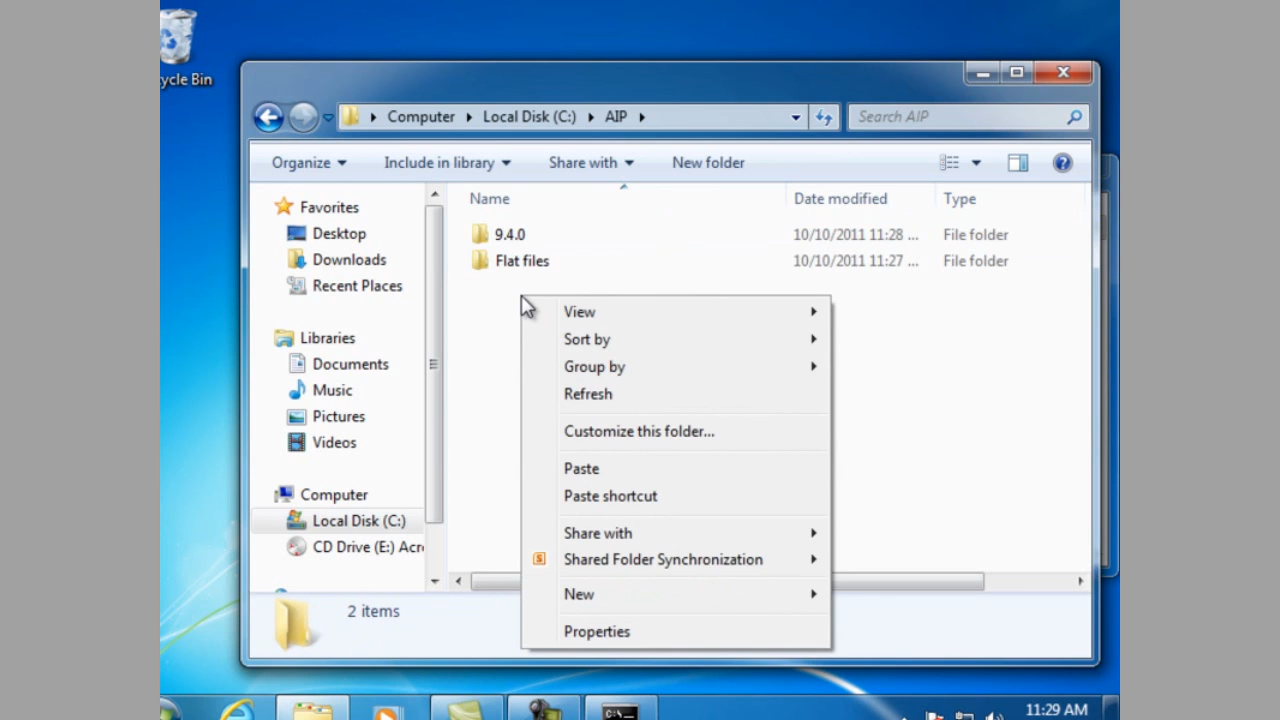 ycle Bin
Computer Local Disk (C:) AIP
Search AIP
Organize Include in library Share with New folder
Name Date modified Type
9.4.0 10/10/2011 11:28 ... File folder
Flat files 10/10/2011 11:27 ... File folder
Favorites
Desktop
Downloads
Recent Places
Libraries
Documents
Music
Pictures
Videos
Computer
Local Disk (C:)
CD Drive (E:) Acr
View
Sort by
Group by
Refresh
Customize this folder...
Paste
Paste shortcut
Share with
Shared Folder Synchronization
New
Properties
2 items
C:\
11:29 AM